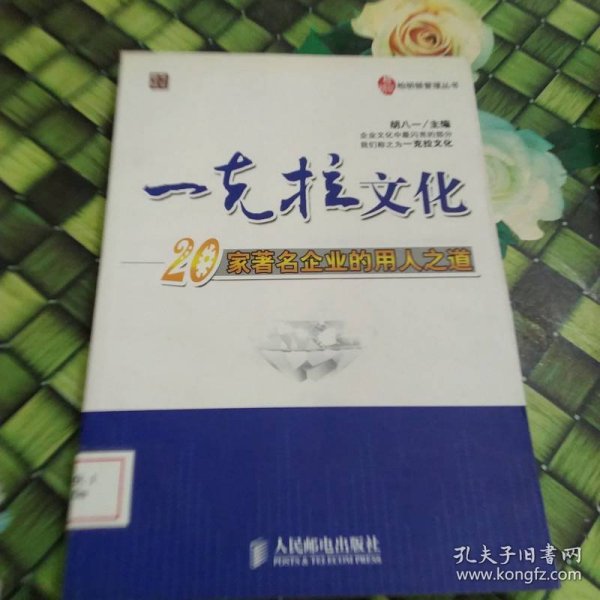 柏明顿管理丛书
胡八一/主编
企业文化中最闪亮的部分
我们称之为一克拉文化
一克拉文化
20家著名企业的用人之道
人民邮电出版社
POSTS & TELECOM PRESS
孔夫子旧书网
www.kongfz.com